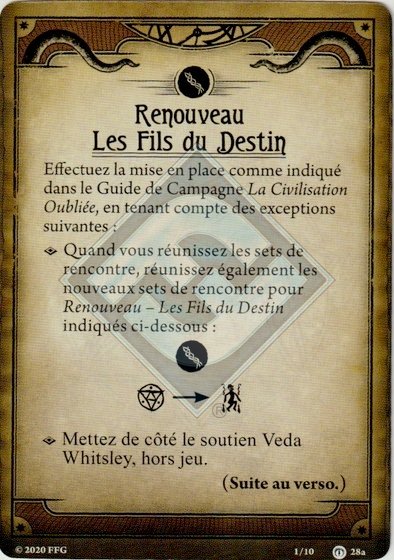 Renouveau
Les Fils du Destin
Effectuez la mise en place comme indiqué
dans le Guide de Campagne La Civilisation
Oubliée, en tenant compte des exceptions
suivantes :
Quand vous réunissez les sets de
rencontre, réunissez également les
nouveaux sets de rencontre pour
Renouveau – Les Fils du Destin
indiqués ci-dessous :
R
Mettez de côté le soutien Veda
Whitsley, hors jeu.
(Suite au verso.)
© 2020 FFG 1/10 28a